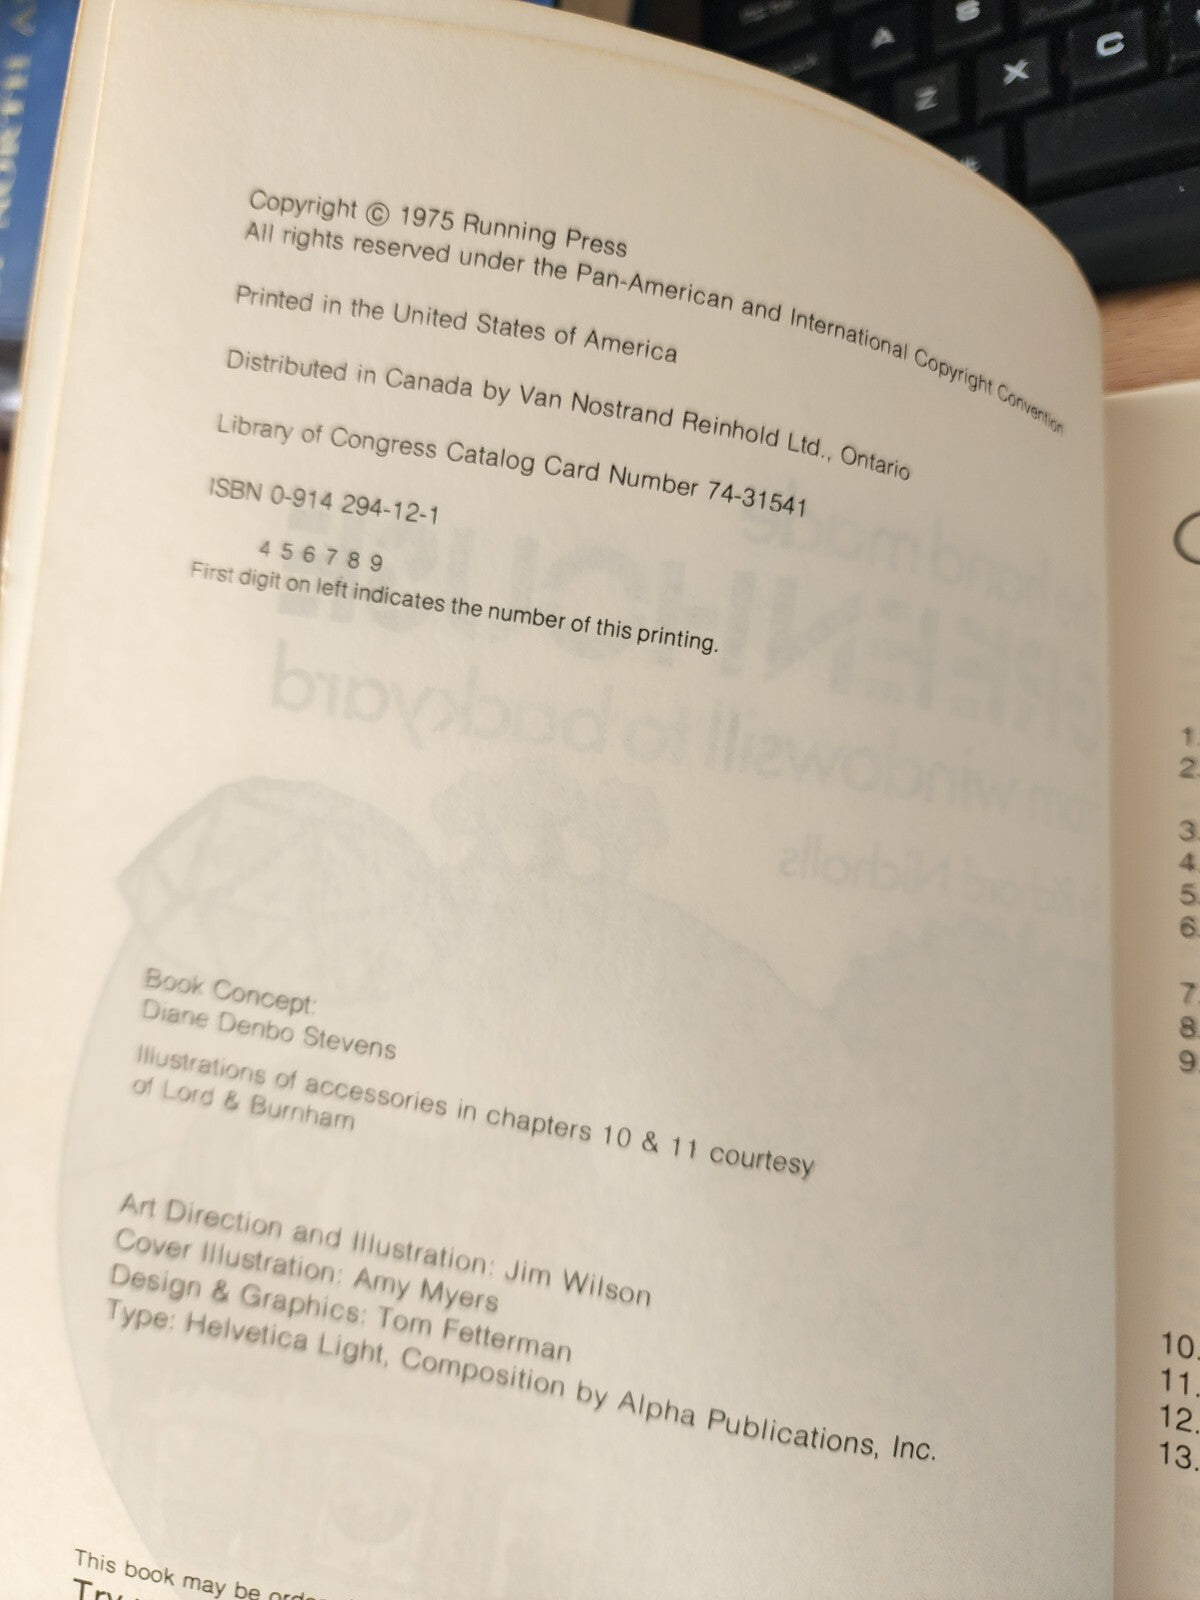 NORTH A
A
S
Z
X
C
Copyright © 1975 Running Press
All rights reserved under the Pan-American and International Copyright Convention
Printed in the United States of America
Distributed in Canada by Van Nostrand Reinhold Ltd., Ontario
Library of Congress Catalog Card Number 74-31541
ISBN 0-914 294-12-1
4 5 6 7 8 9
First digit on left indicates the number of this printing.
windowsill to backyard
Nicholls
Book Concept:
Diane Denbo Stevens
Illustrations of accessories in chapters 10 & 11 courtesy
of Lord & Burnham
Art Direction and Illustration: Jim Wilson
Cover Illustration: Amy Myers
Design & Graphics: Tom Fetterman
Type: Helvetica Light, Composition by Alpha Publications, Inc.
This book may be
Try
1.
2.
3.
4.
5.
6.
7.
8.
9.
10.
11.
12.
13.